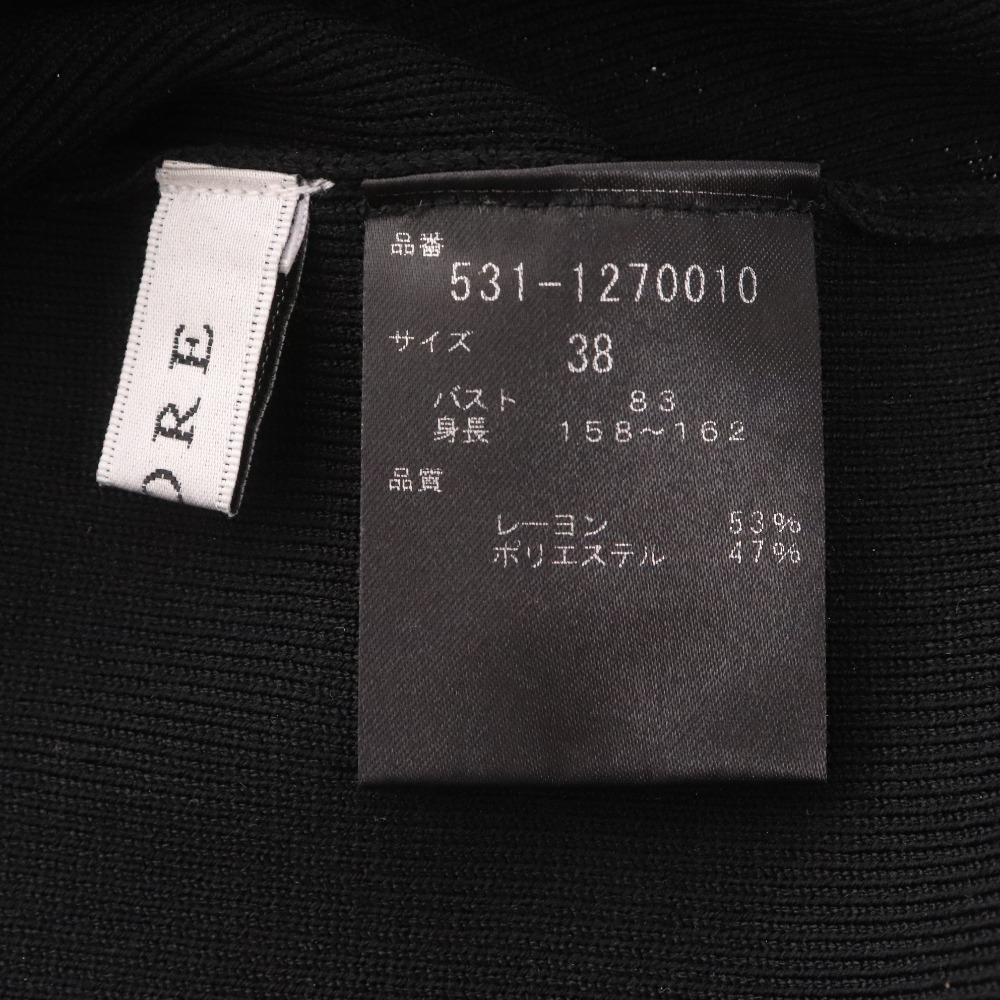 ORE
品番
531-1270010
サイズ 38
バスト 83
身長 158～162
品質
レーヨン 53%
ポリエステル 47%